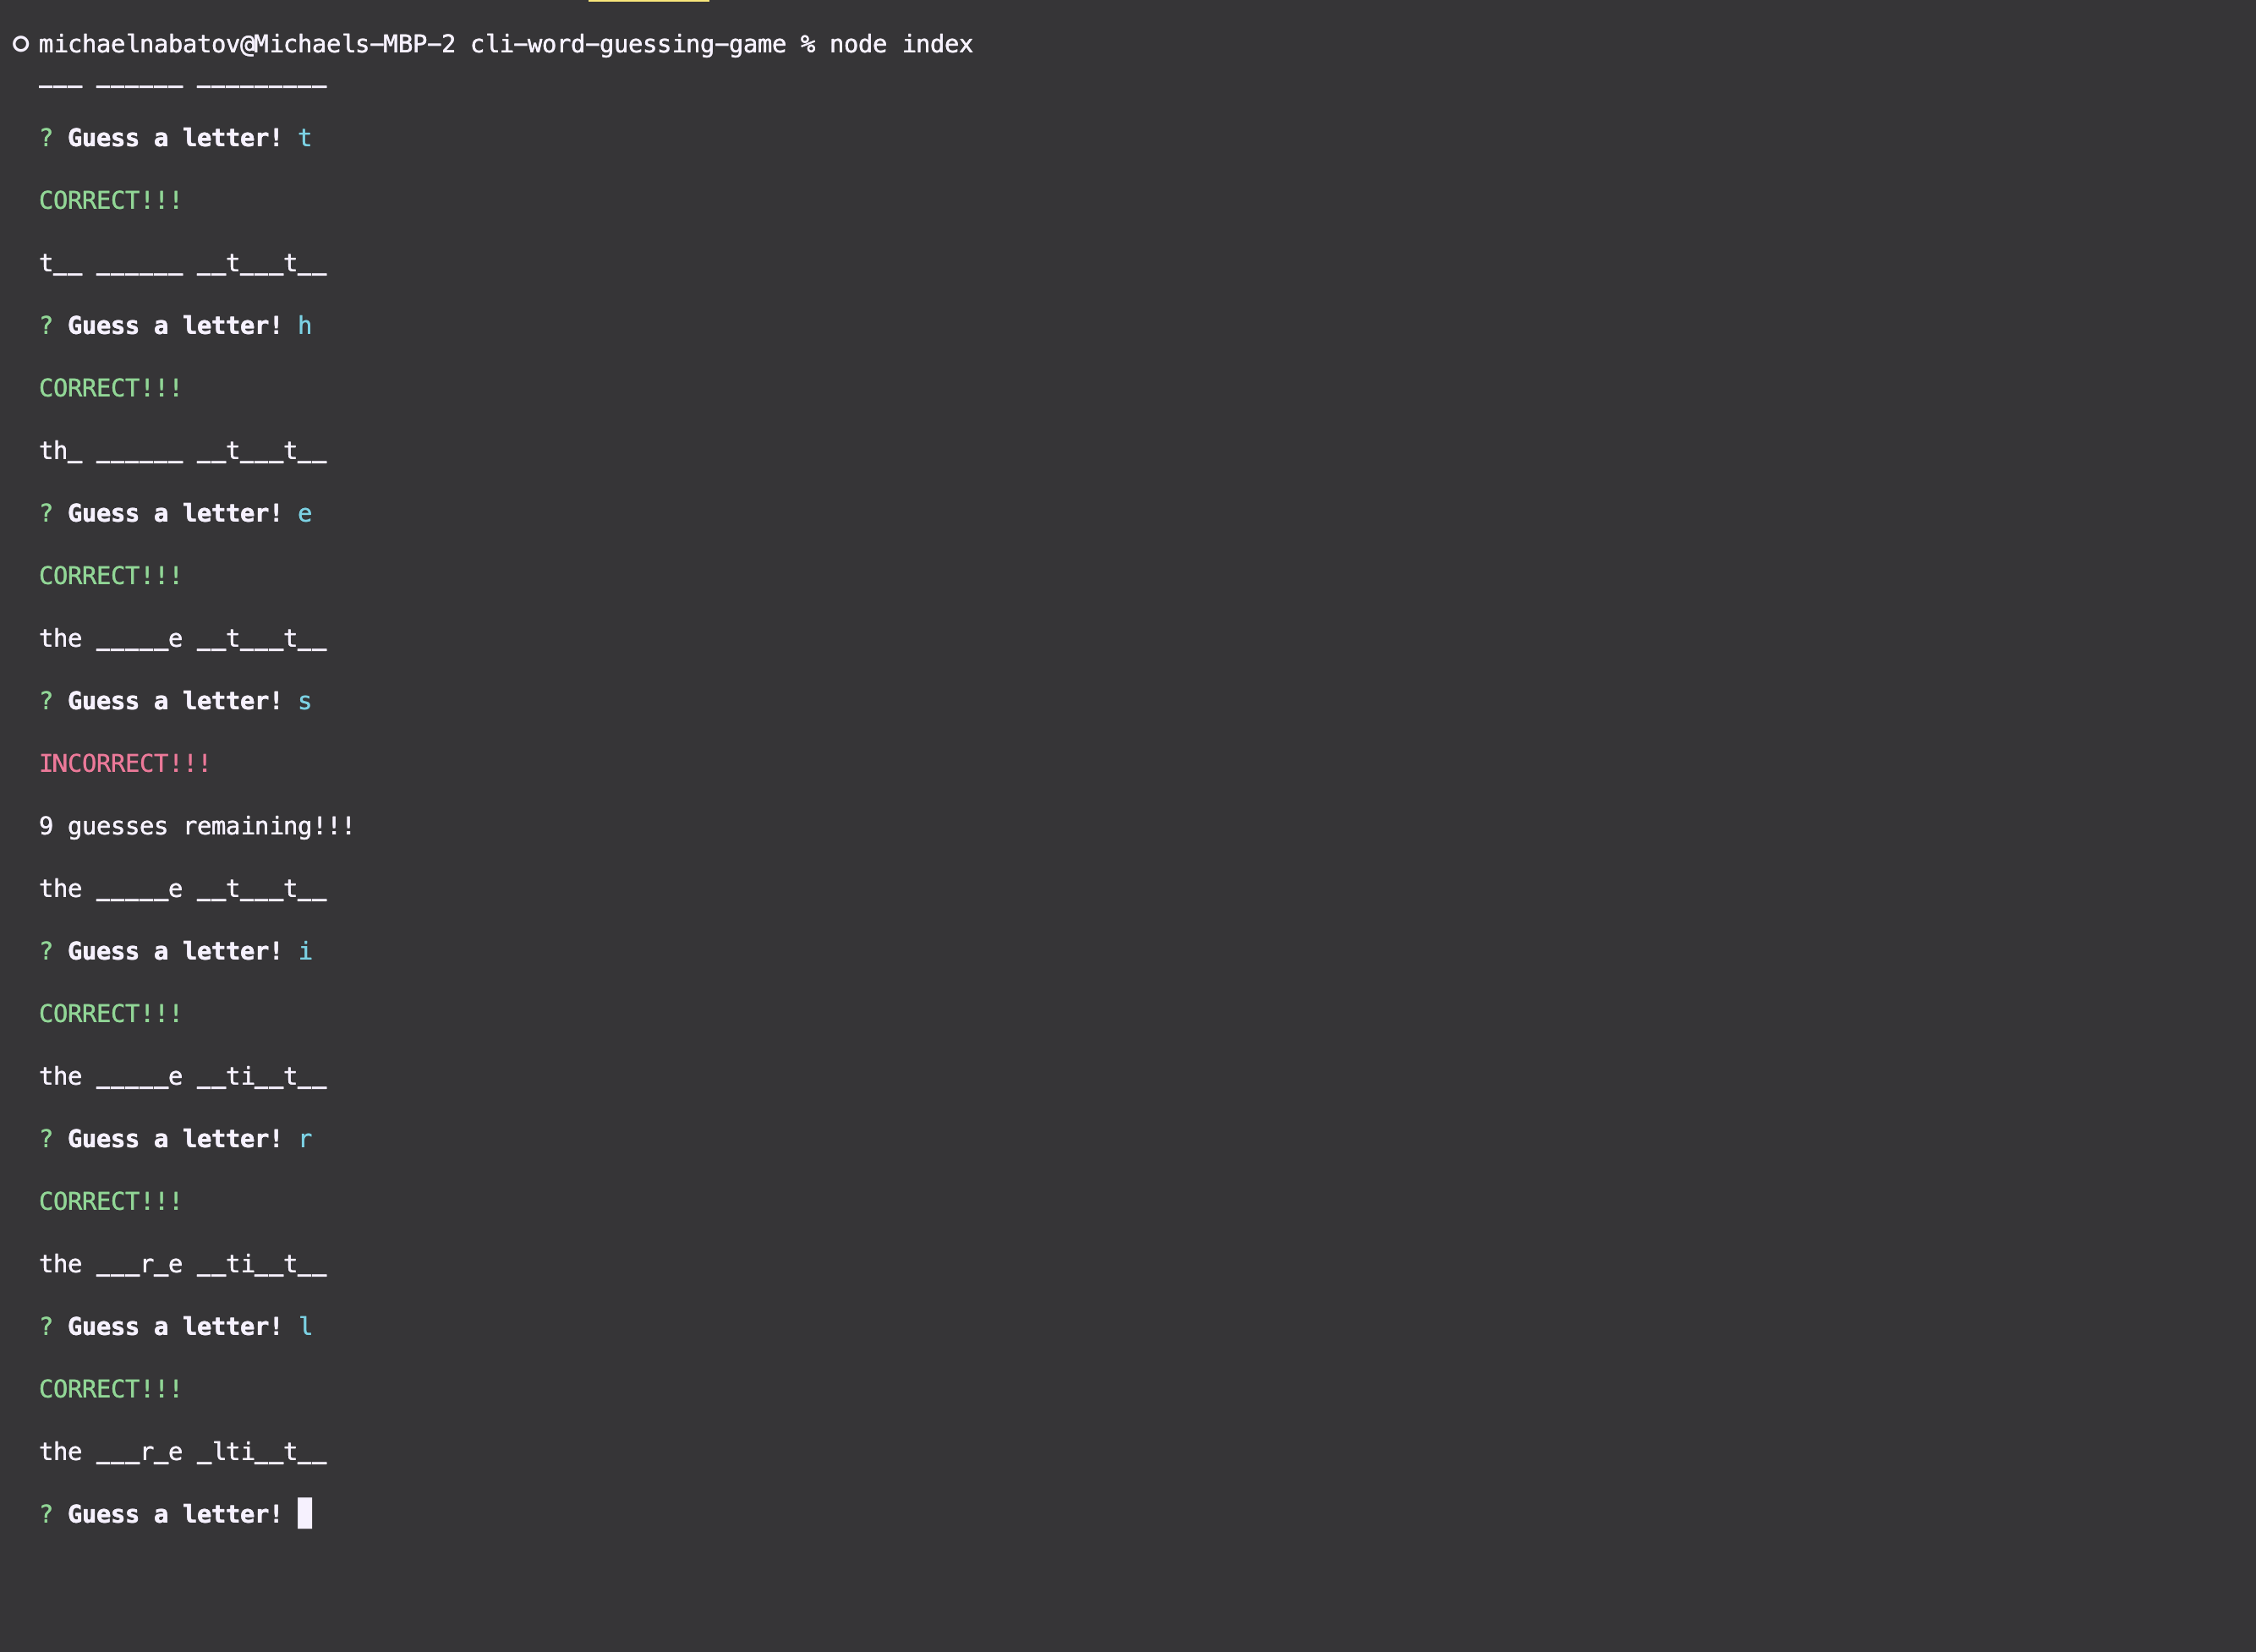 michaelnabatov@Michaels-MBP-2 cli-word-guessing-game % node index
___ ______ _________
? Guess a letter! t
CORRECT!!!
t__ ______ __t___t__
? Guess a letter! h
CORRECT!!!
th_ ______ __t___t__
? Guess a letter! e
CORRECT!!!
the _____e __t___t__
? Guess a letter! s
INCORRECT!!!
9 guesses remaining!!!
the _____e __t___t__
? Guess a letter! i
CORRECT!!!
the _____e __ti__t__
? Guess a letter! r
CORRECT!!!
the ___r_e __ti__t__
? Guess a letter! l
CORRECT!!!
the ___r_e _lti__t__
? Guess a letter!